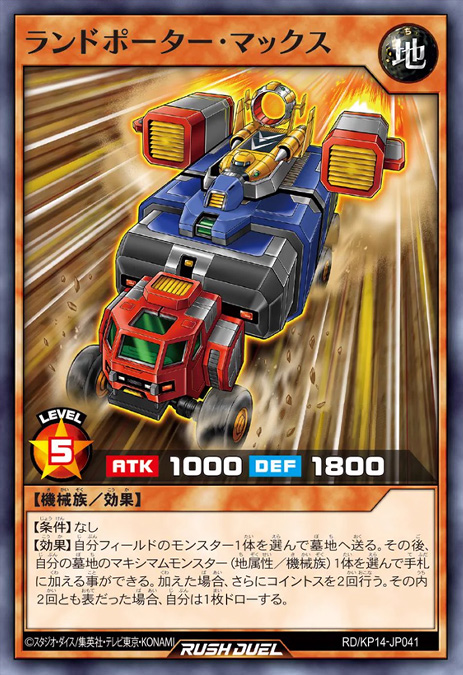 ランドポーター・マックス
地
LEVEL
5
ATK 1000 DEF 1800
【機械族/効果】
【条件】なし
【効果】自分フィールドのモンスター1体を選んで墓地へ送る。その後、
自分の墓地のマキシマムモンスター(地属性/機械族)1体を選んで手札
に加える事ができる。加えた場合、さらにコイントスを2回行う。その内
2回とも表だった場合、自分は1枚ドローする。
©スタジオ・ダイス/集英社・テレビ東京・KONAMI
RUSH DUEL
RD/KP14-JP041